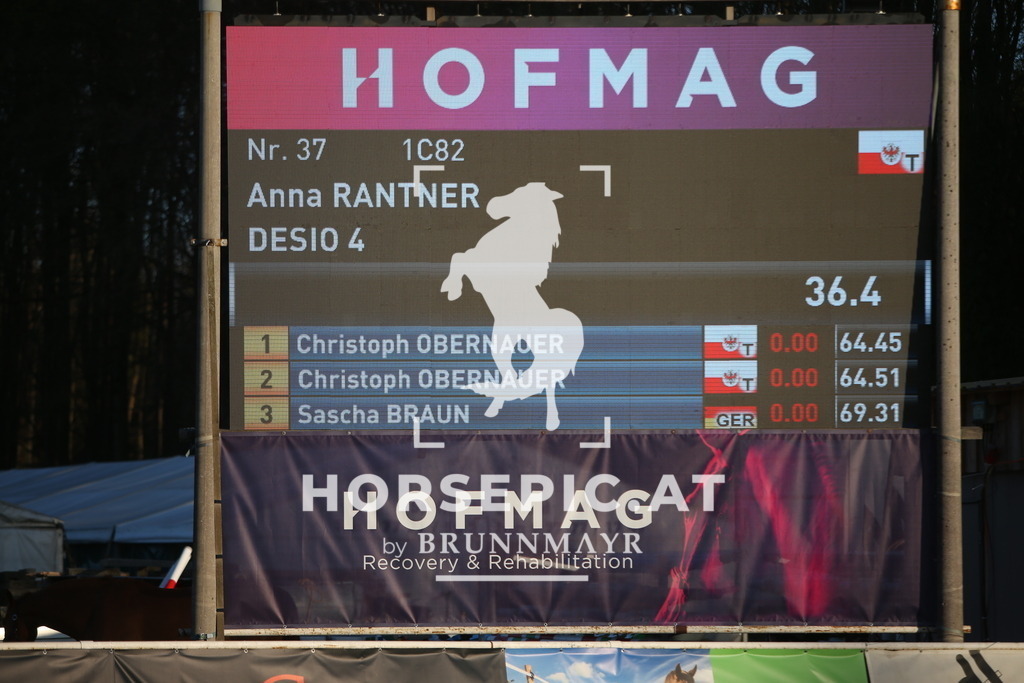 HOFMAG
Nr. 37 1C82
T
Anna RANTNER
DESIO 4
36.4
1 Christoph OBERNAUER T 0.00 64.45
2 Christoph OBERNAUER T 0.00 64.51
3 Sascha BRAUN GER 0.00 69.31
HORSEPIC.AT
HOFMAG
by BRUNNMAYR
Recovery & Rehabilitation